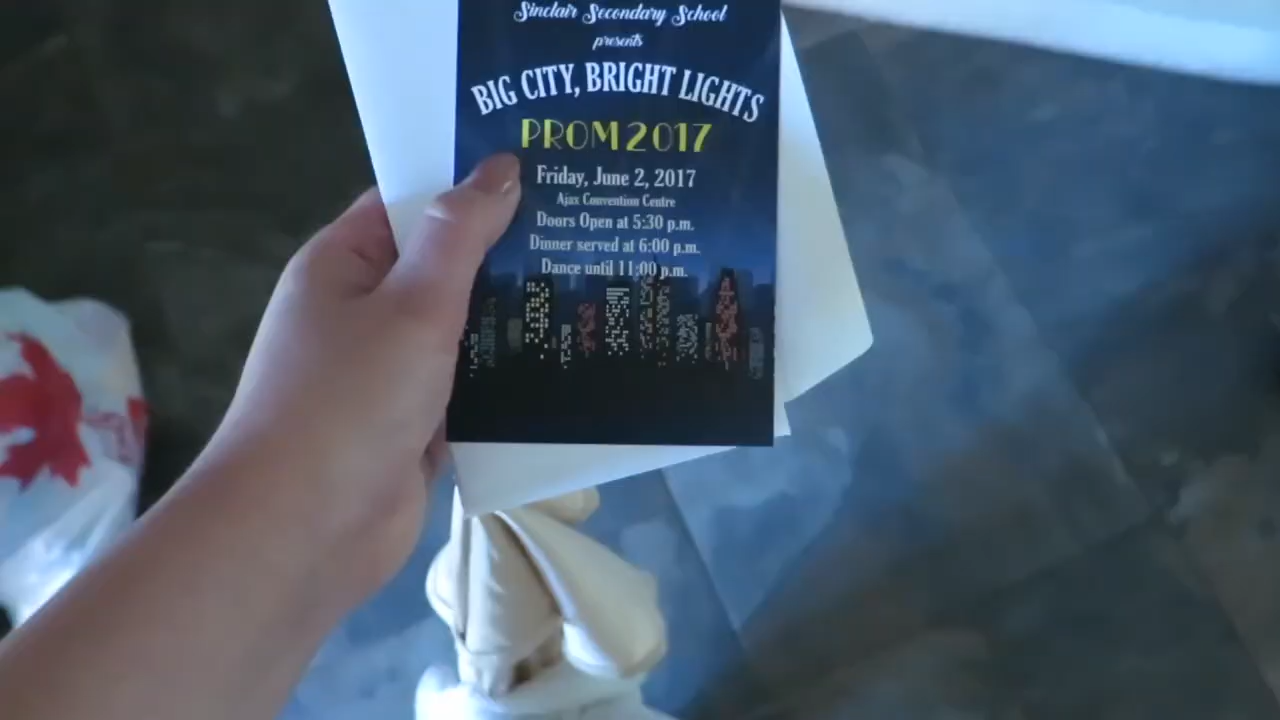 Sinclair Secondary School
presents
BIG CITY, BRIGHT LIGHTS
PROM 2017
Friday, June 2, 2017
Ajax Convention Centre
Doors Open at 5:30 p.m.
Dinner served at 6:00 p.m.
Dance until 11:00 p.m.